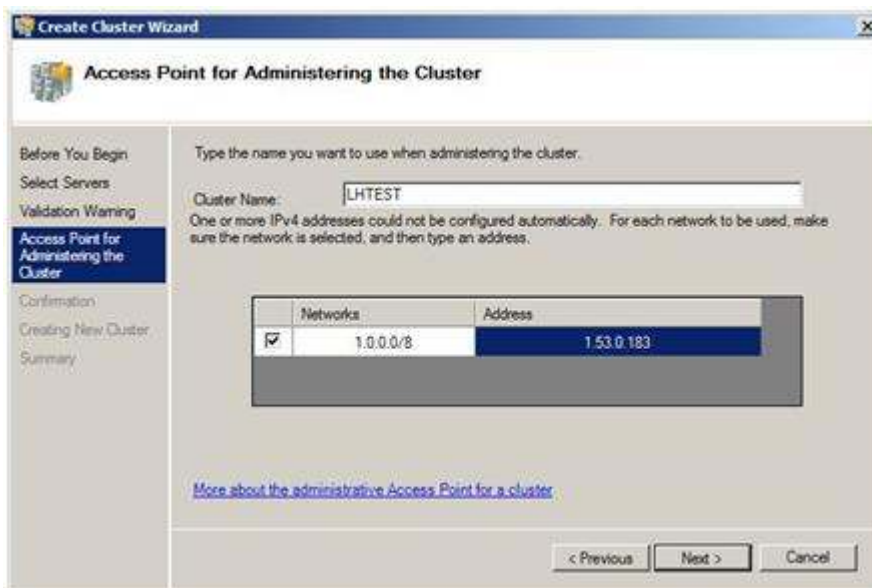 Create Cluster Wizard
Access Point for Administering the Cluster
Before You Begin
Select Servers
Validation Warning
Access Point for
Administering the
Cluster
Confirmation
Creating New Cluster
Summary
Type the name you want to use when administering the cluster.
Cluster Name: LHTEST
One or more IPv4 addresses could not be configured automatically. For each network to be used, make
sure the network is selected, and then type an address.
Networks Address
1.0.0.0/8 1.53.0.183
More about the administrative Access Point for a cluster
< Previous Next > Cancel